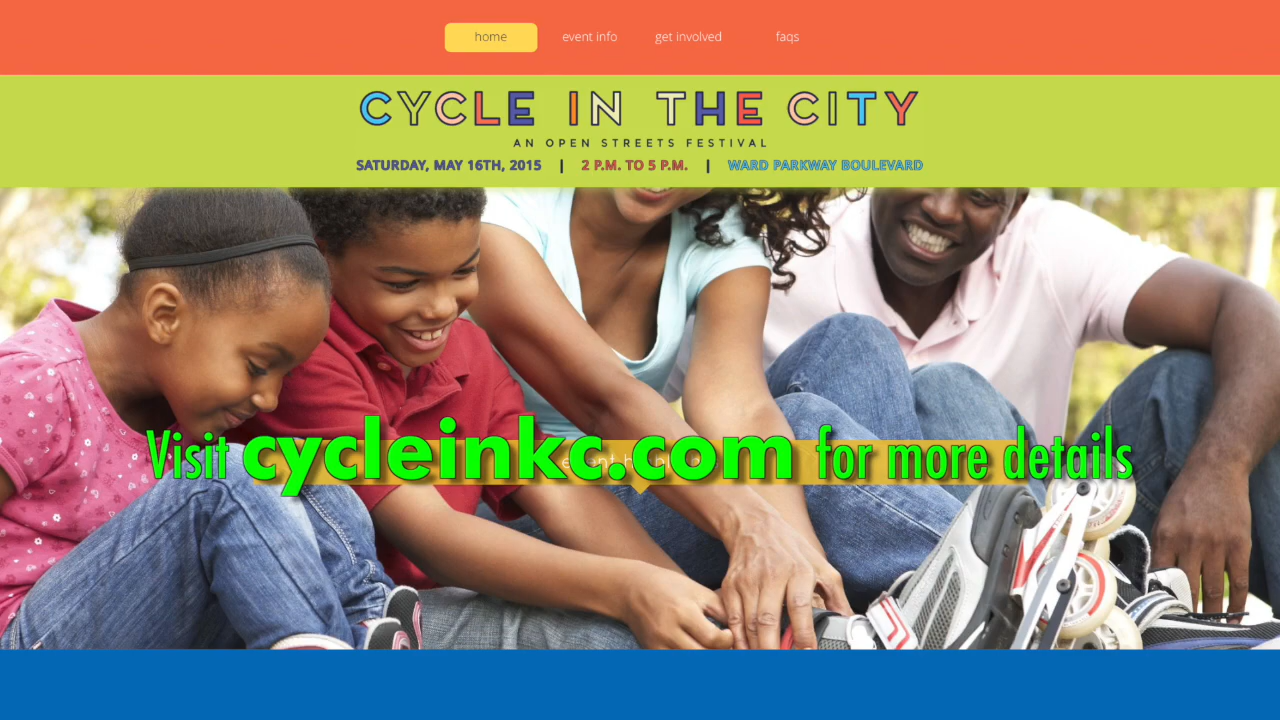 home event info get involved faqs
CYCLE IN THE CITY
AN OPEN STREETS FESTIVAL
SATURDAY, MAY 16TH, 2015 | 2 P.M. TO 5 P.M. | WARD PARKWAY BOULEVARD
Visit cycleinkc.com for more details